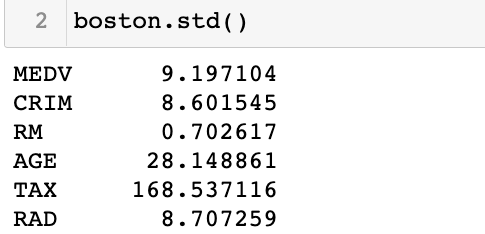 2 boston.std()
MEDV 9.197104
CRIM 8.601545
RM 0.702617
AGE 28.148861
TAX 168.537116
RAD 8.707259